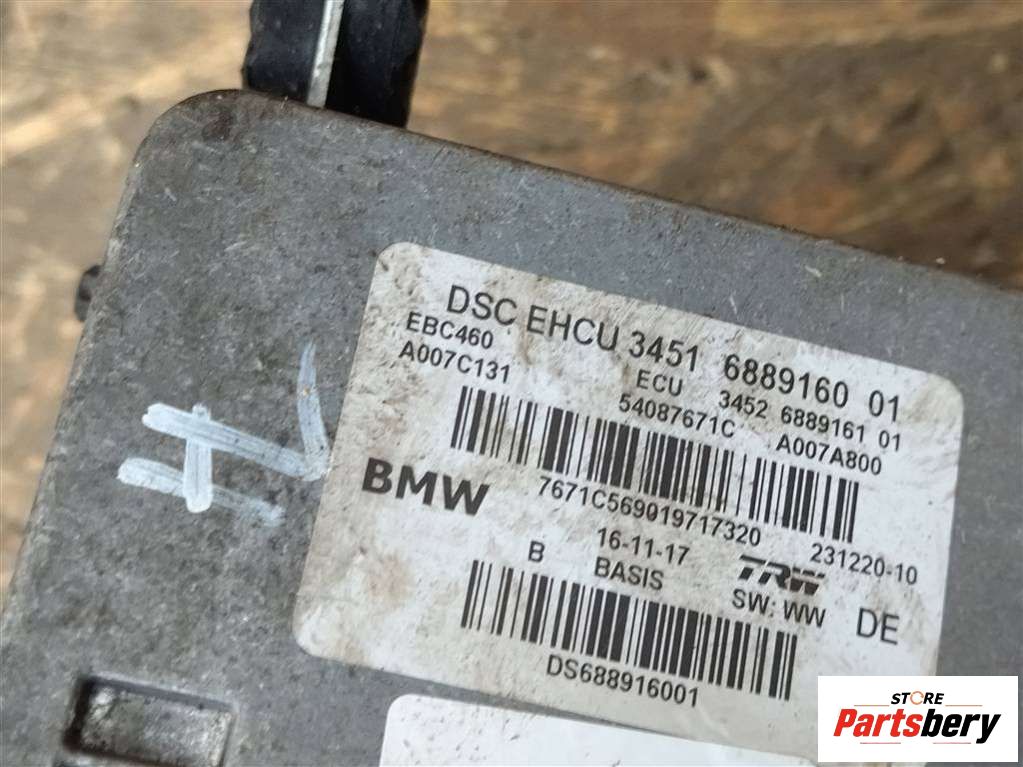 DSC EHCU 3451 6889160 01
EBC460 ECU 3452 6889161 01
A007C131 54087671C A007A800
7671C569019717320
BMW
16-11-17 231220-10
B BASIS TRW
SW: WW DE
DS688916001
STORE
Partsbery